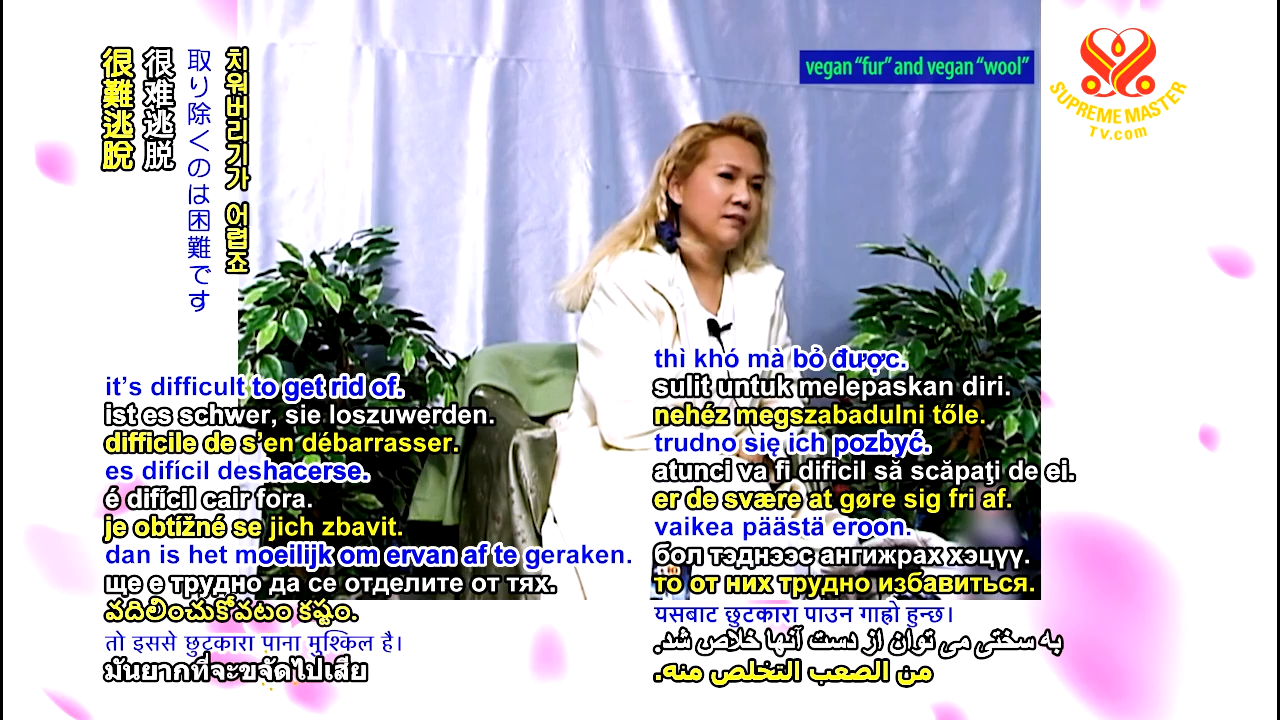 很難逃脫
很难逃脱
取り除くのは困難です
치워버리기가 어렵죠
vegan “fur” and vegan “wool”
SUPREME MASTER
TV.com
it’s difficult to get rid of.
ist es schwer, sie loszuwerden.
difficile de s’en débarrasser.
es difícil deshacerse.
é difícil cair fora.
je obtížné se jich zbavit.
dan is het moeilijk om ervan af te geraken.
ще е трудно да се отделите от тях.
వదిలించుకోవటం కష్టం.
तो इससे छुटकारा पाना मुश्किल है।
มันยากที่จะขจัดไปเสีย
thì khó mà bỏ được.
sulit untuk melepaskan diri.
nehéz megszabadulni tőle.
trudno się ich pozbyć.
atunci va fi dificil să scăpaţi de ei.
er de svære at gøre sig fri af.
vaikea päästä eroon.
бол тэднээс ангижрах хэцүү.
то от них трудно избавиться.
यसबाट छुटकारा पाउन गाह्रो हुन्छ।
به سختی می توان از دست آنها خلاص شد.
من الصعب التخلص منه.